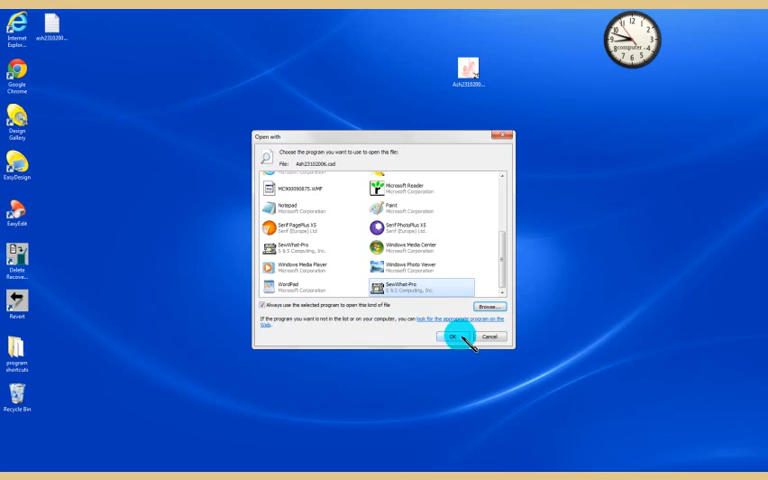 Internet
Explor...
ash2310200...
Google
Chrome
Design
Gallery
EasyDesign
EasyEdit
Delete
Recove...
Revert
program
shortcuts
Recycle Bin
Ash2310200...
12
computer
Open with
Choose the program you want to use to open this file:
File: Ash23102006.csd
MC900090875.WMF
Microsoft Reader
Microsoft Corporation
Notepad
Microsoft Corporation
Paint
Microsoft Corporation
Serif PagePlus X5
Serif (Europe) Ltd
Serif PhotoPlus X5
Serif (Europe) Ltd.
SewWhat-Pro
S & S Computing, Inc.
Windows Media Center
Microsoft Corporation
Windows Media Player
Microsoft Corporation
Windows Photo Viewer
Microsoft Corporation
WordPad
Microsoft Corporation
SewWhat-Pro
S & S Computing, Inc.
Always use the selected program to open this kind of file
Browse...
If the program you want is not in the list or on your computer, you can look for the appropriate program on the
Web.
OK
Cancel